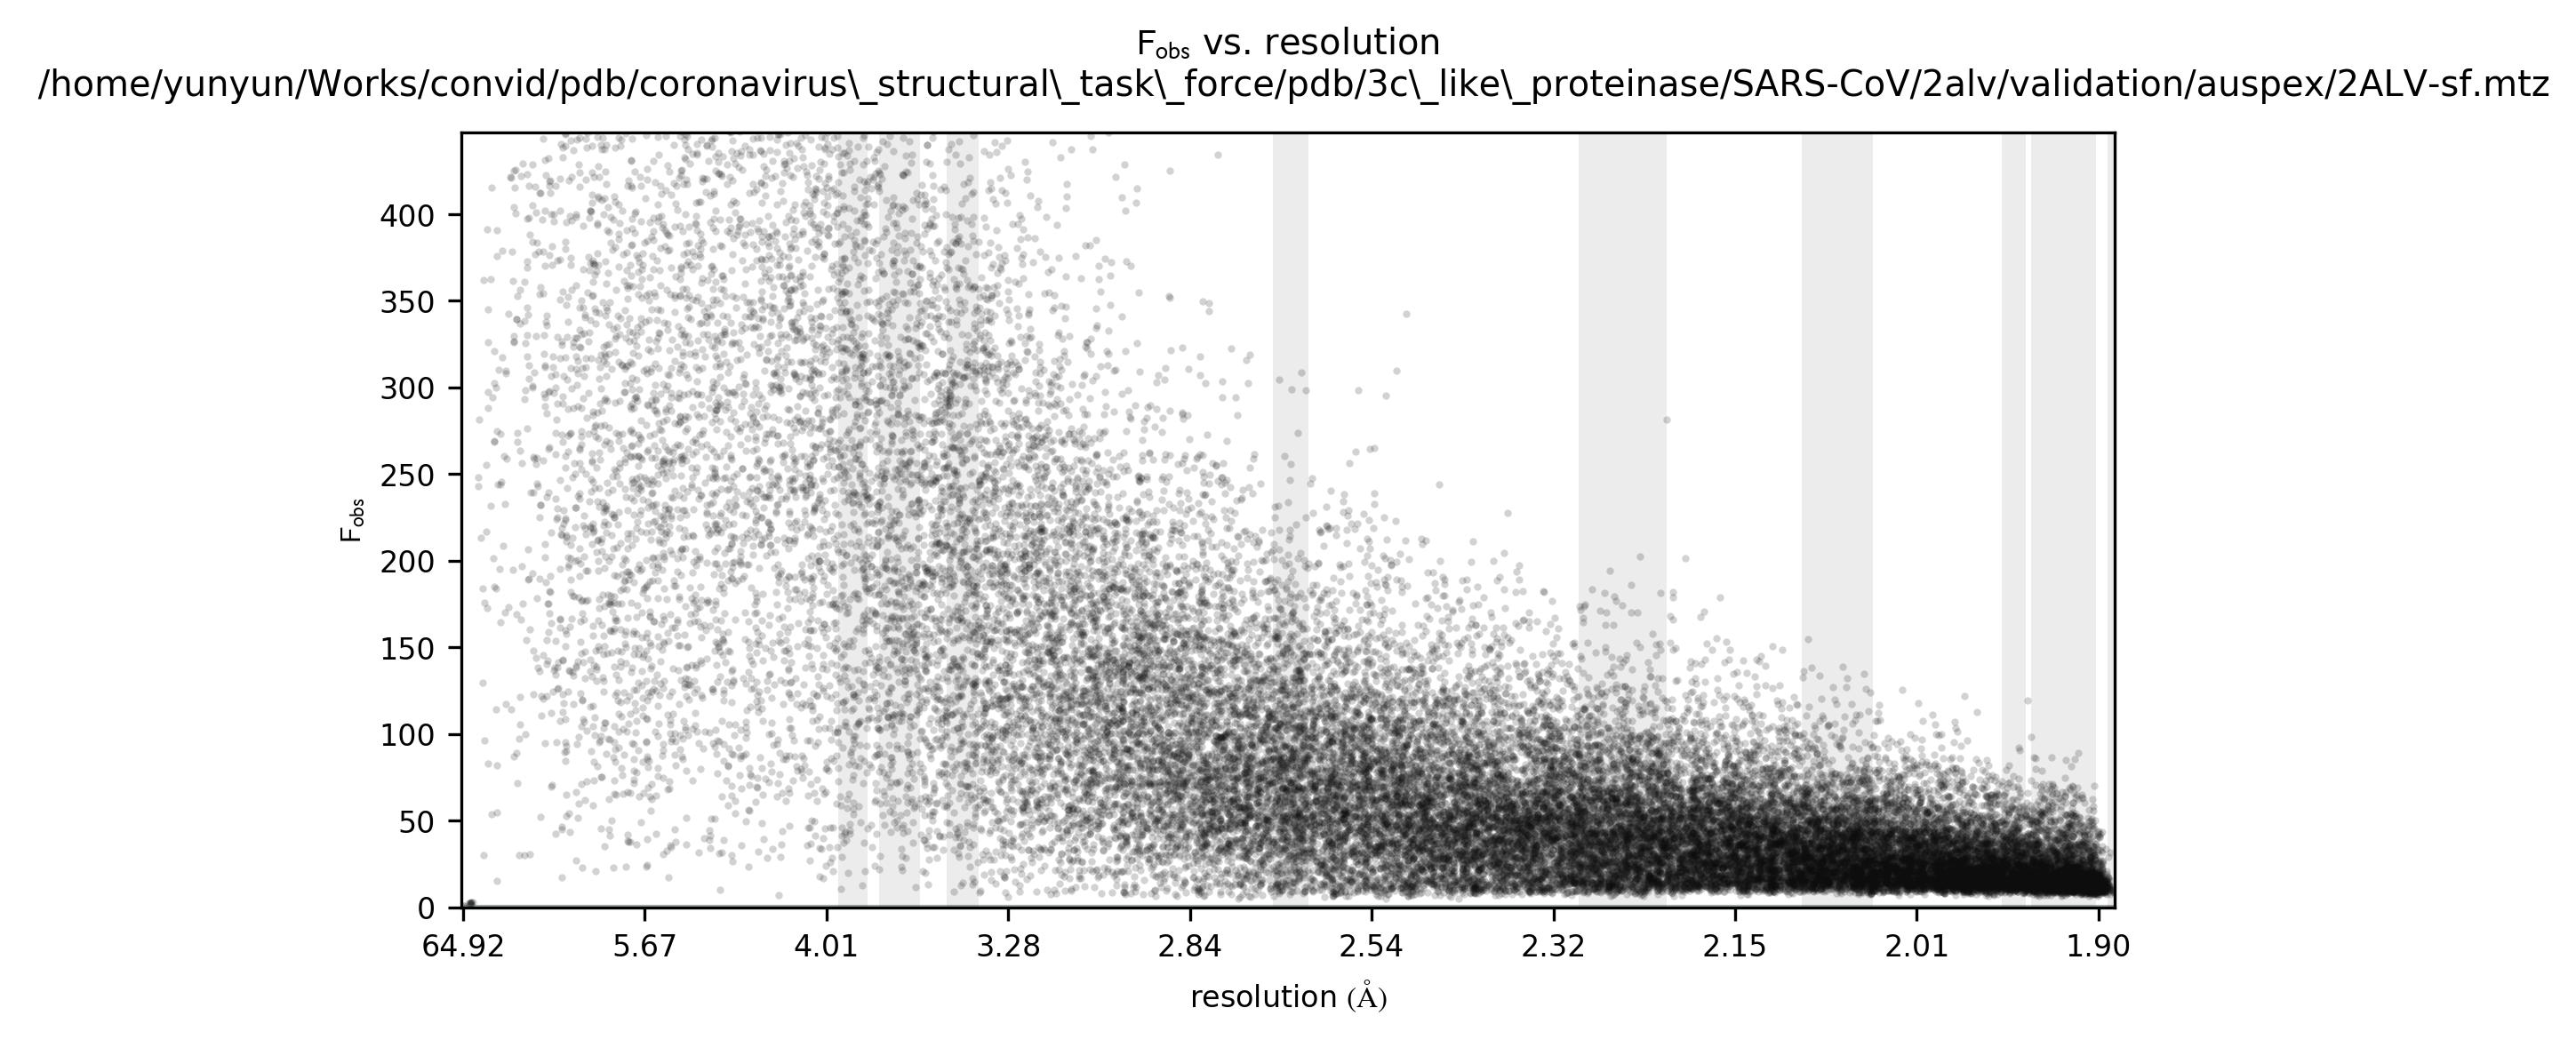 F_obs vs. resolution
/home/yunyun/Works/convid/pdb/coronavirus\_structural\_task\_force/pdb/3c\_like\_proteinase/SARS-CoV/2alv/validation/auspex/2ALV-sf.mtz
F_obs
400
350
300
250
200
150
100
50
0
64.92 5.67 4.01 3.28 2.84 2.54 2.32 2.15 2.01 1.90
resolution (Å)